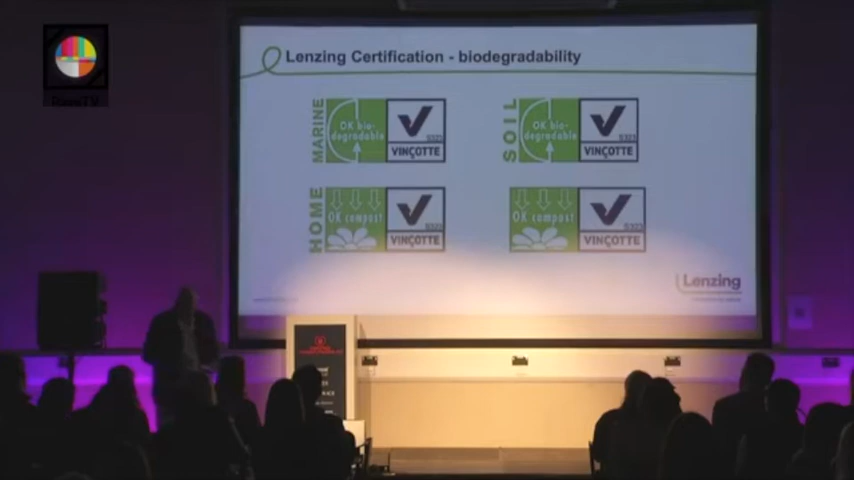 Lenzing Certification - biodegradability
MARINE
OK bio-
degradable
VINÇOTTE
SOIL
OK bio-
degradable
VINÇOTTE
HOME
OK compost
VINÇOTTE
OK compost
VINÇOTTE
Lenzing